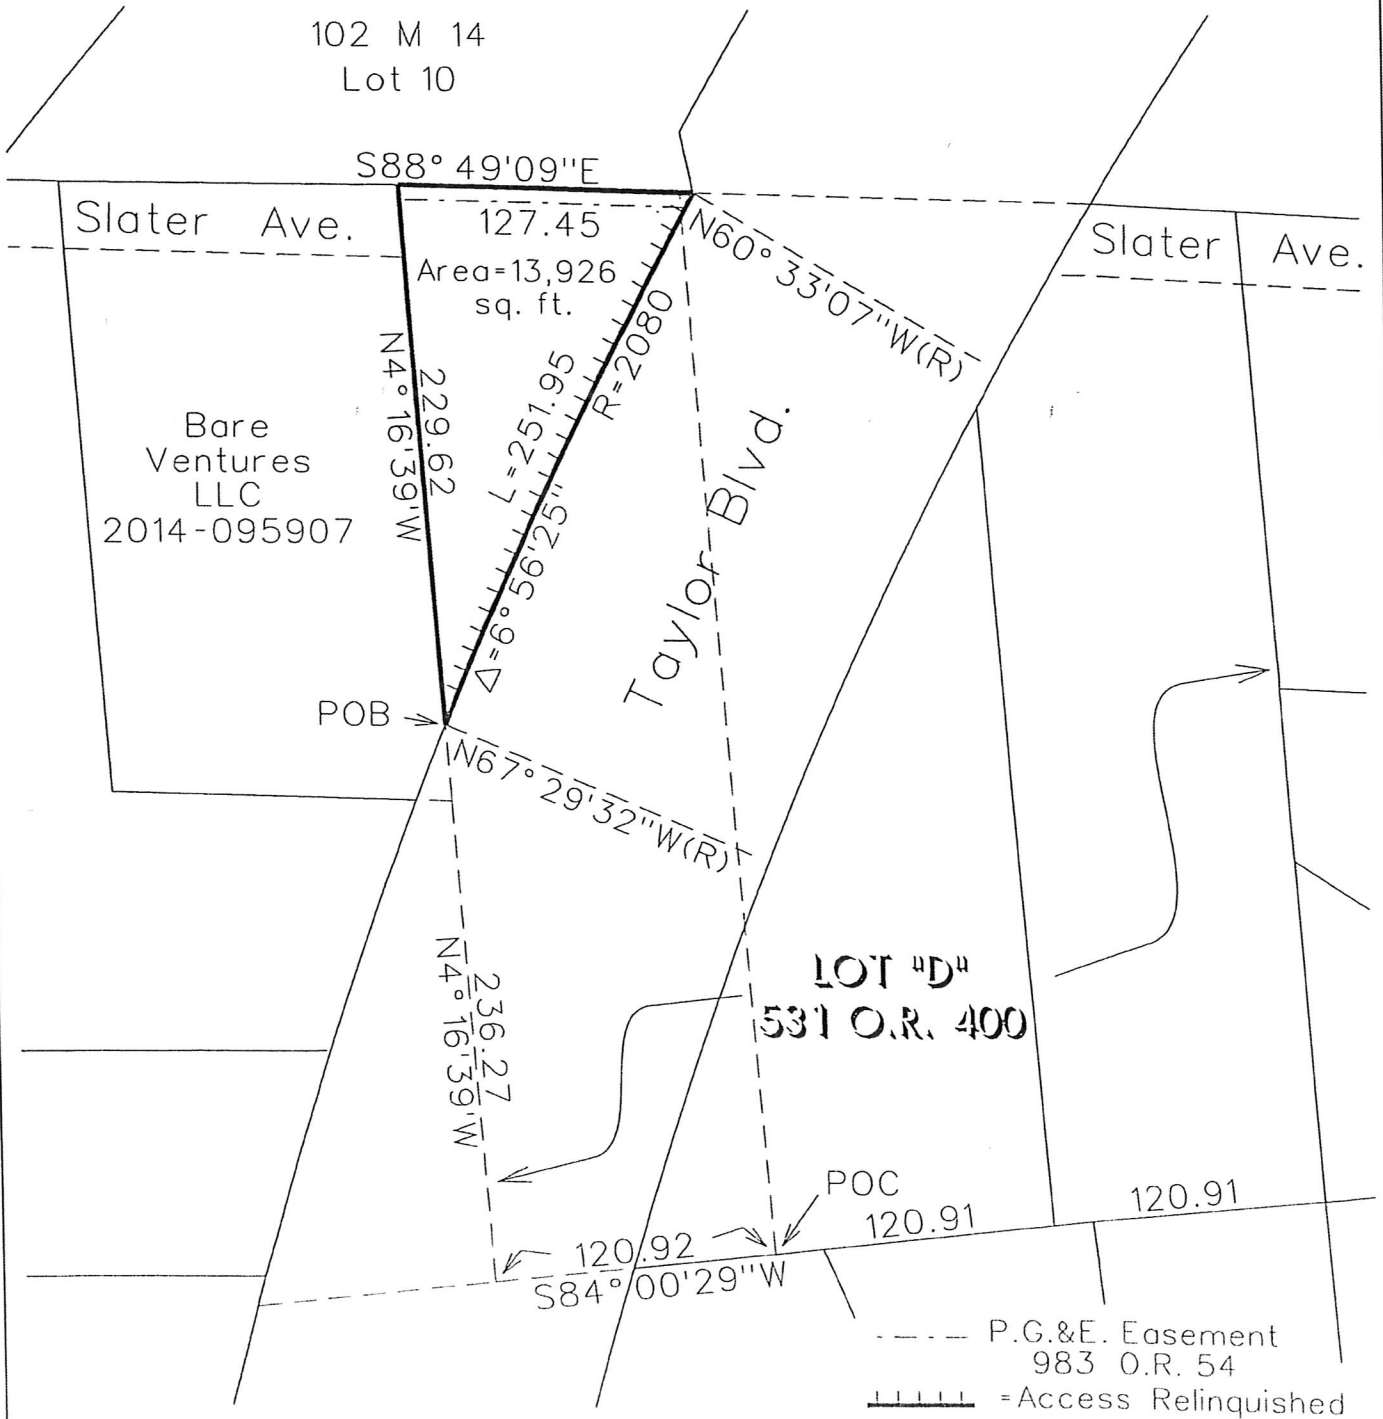 102 M 14
Lot 10
S88° 49'09"E
Slater Ave.
127.45
N60° 33'07"W(R)
Slater Ave.
Area=13,926
sq. ft.
R=2080
L=251.95
Δ=6° 56'25"
229.62
N4° 16'39'W
Bare
Ventures
LLC
2014-095907
Taylor Blvd.
POB
N67° 29'32"W(R)
LOT "D"
531 O.R. 400
236.27
N4° 16'39'W
POC
120.92
120.91
120.91
S84° 00'29"W
P.G.&E. Easement
983 O.R. 54
=Access Relinquished